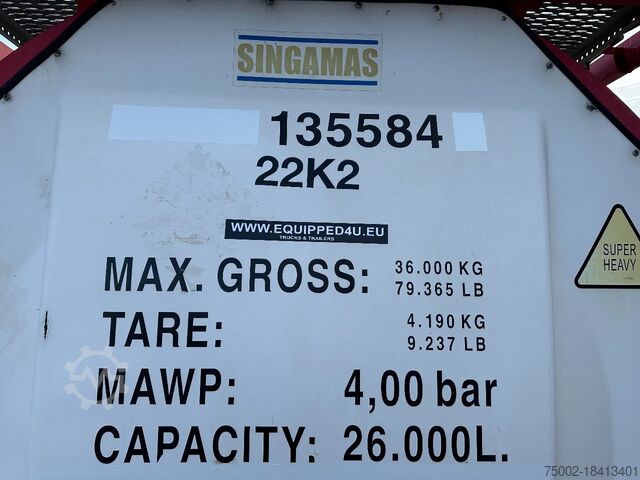 SINGAMAS
135584
22K2
WWW.EQUIPPED4U.EU
TRUCKS & TRAILERS
MAX. GROSS: 36.000 KG
79.365 LB
TARE: 4.190 KG
9.237 LB
MAWP: 4,00 bar
CAPACITY: 26.000L.
SUPER
HEAVY
75002-18413401